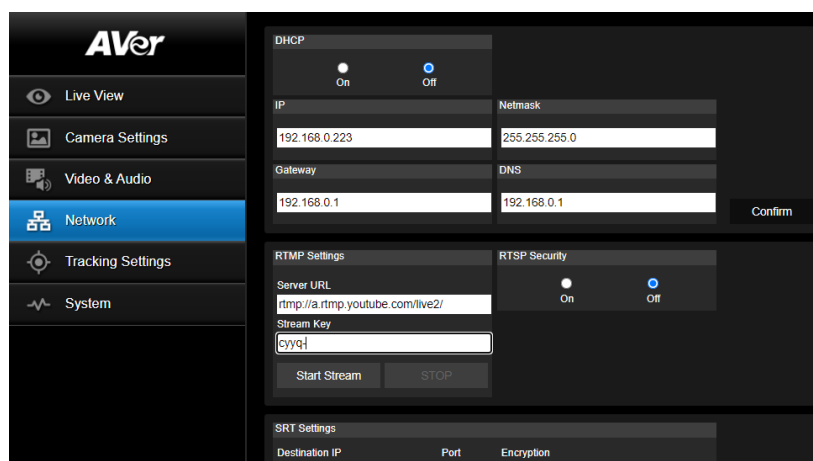 AVer
Live View
Camera Settings
Video & Audio
Network
Tracking Settings
System
DHCP
On Off
IP Netmask
192.168.0.223 255.255.255.0
Gateway DNS
192.168.0.1 192.168.0.1
Confirm
RTMP Settings RTSP Security
Server URL
On Off
rtmp://a.rtmp.youtube.com/live2/
Stream Key
cyyq-
Start Stream STOP
SRT Settings
Destination IP Port Encryption